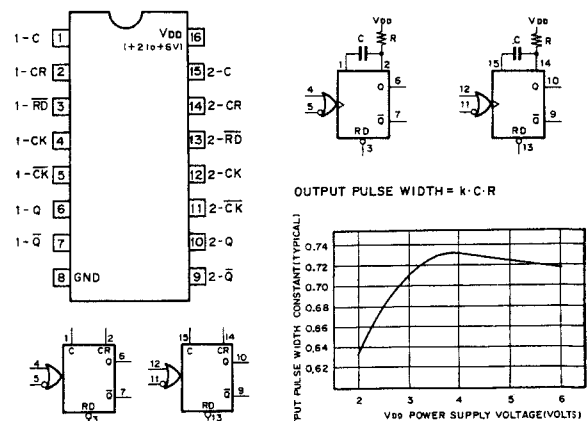 1-C 1
VDD
(+2 to +6V)
16
1-CR 2
15 2-C
1-RD 3
14 2-CR
1-CK 4
13 2-RD
1-CK 5
12 2-CK
1-Q 6
11 2-CK
1-Q 7
10 2-Q
8 GND
9 2-Q
VDD
C
R
1
2
4
5
Q
6
Q
7
RD
3
VDD
C
R
15
14
12
11
Q
10
Q
9
RD
13
OUTPUT PULSE WIDTH = k·C·R
PUT PULSE WIDTH CONSTANT (TYPICAL)
0.74
0.72
0.70
0.68
0.66
0.64
0.62
2
3
4
5
6
VDD POWER SUPPLY VOLTAGE (VOLTS)
1
2
C
CR
4
5
Q
6
Q
7
RD
3
15
14
C
CR
12
11
Q
10
Q
9
RD
13